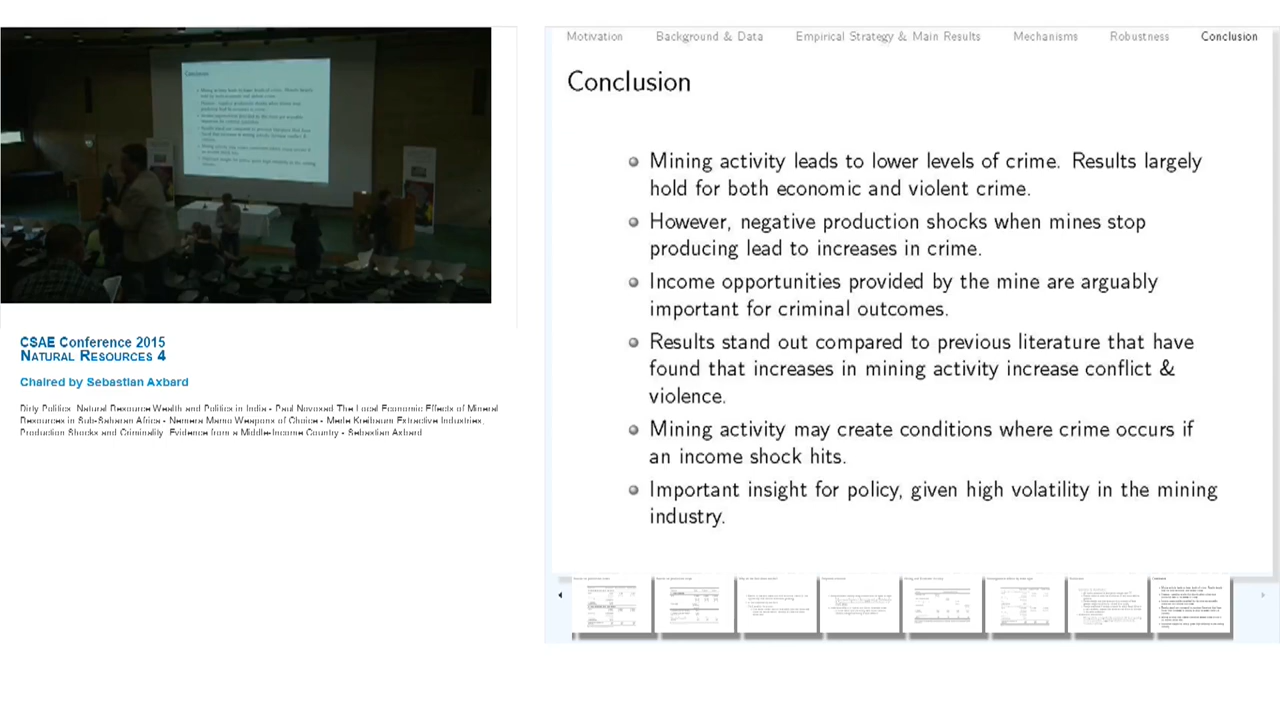 CSAE Conference 2015
NATURAL RESOURCES 4
Chaired by Sebastian Axbard
Dirty Politics: Natural Resource Wealth and Politics in India - Paul Novosad The Local Economic Effects of Mineral
Resources in Sub-Saharan Africa - Nemera Mamo Weapons of Choice - Merle Kreibaum Extractive Industries,
Production Shocks and Criminality: Evidence from a Middle-Income Country - Sebastian Axbard
Motivation Background & Data Empirical Strategy & Main Results Mechanisms Robustness Conclusion
Conclusion
Mining activity leads to lower levels of crime. Results largely
hold for both economic and violent crime.
However, negative production shocks when mines stop
producing lead to increases in crime.
Income opportunities provided by the mine are arguably
important for criminal outcomes.
Results stand out compared to previous literature that have
found that increases in mining activity increase conflict &
violence.
Mining activity may create conditions where crime occurs if
an income shock hits.
Important insight for policy, given high volatility in the mining
industry.